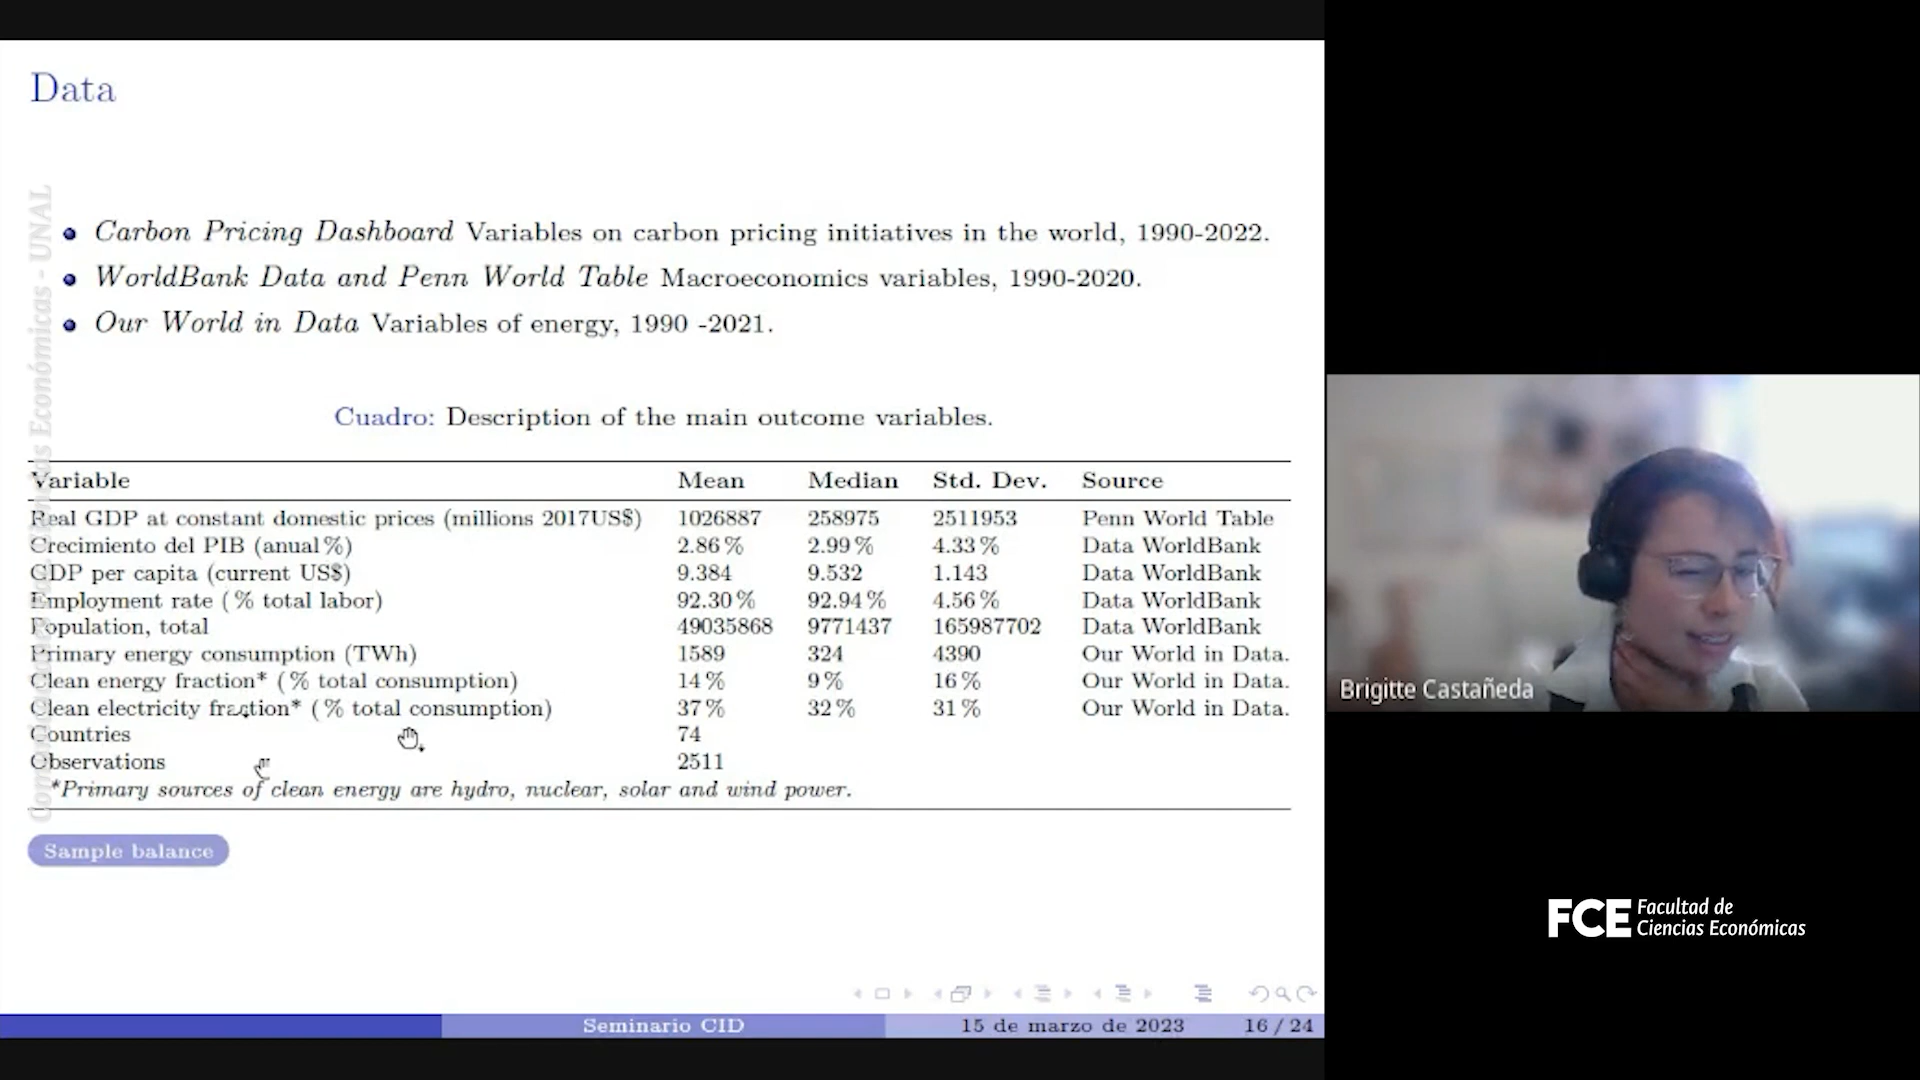 Data
Carbon Pricing Dashboard Variables on carbon pricing initiatives in the world, 1990-2022.
WorldBank Data and Penn World Table Macroeconomics variables, 1990-2020.
Our World in Data Variables of energy, 1990 -2021.
Cuadro: Description of the main outcome variables.
Variable Mean Median Std. Dev. Source
Real GDP at constant domestic prices (millions 2017US$) 1026887 258975 2511953 Penn World Table
Crecimiento del PIB (anual%) 2.86% 2.99% 4.33% Data WorldBank
GDP per capita (current US$) 9.384 9.532 1.143 Data WorldBank
Employment rate (% total labor) 92.30% 92.94% 4.56% Data WorldBank
Population, total 49035868 9771437 165987702 Data WorldBank
Primary energy consumption (TWh) 1589 324 4390 Our World in Data.
Clean energy fraction* (% total consumption) 14% 9% 16% Our World in Data.
Clean electricity fraction* (% total consumption) 37% 32% 31% Our World in Data.
Countries 74
Observations 2511
*Primary sources of clean energy are hydro, nuclear, solar and wind power.
Sample balance
Seminario CID 15 de marzo de 2023 16 / 24
Económicas - UNAL
Brigitte Castañeda
FCE Facultad de
Ciencias Económicas